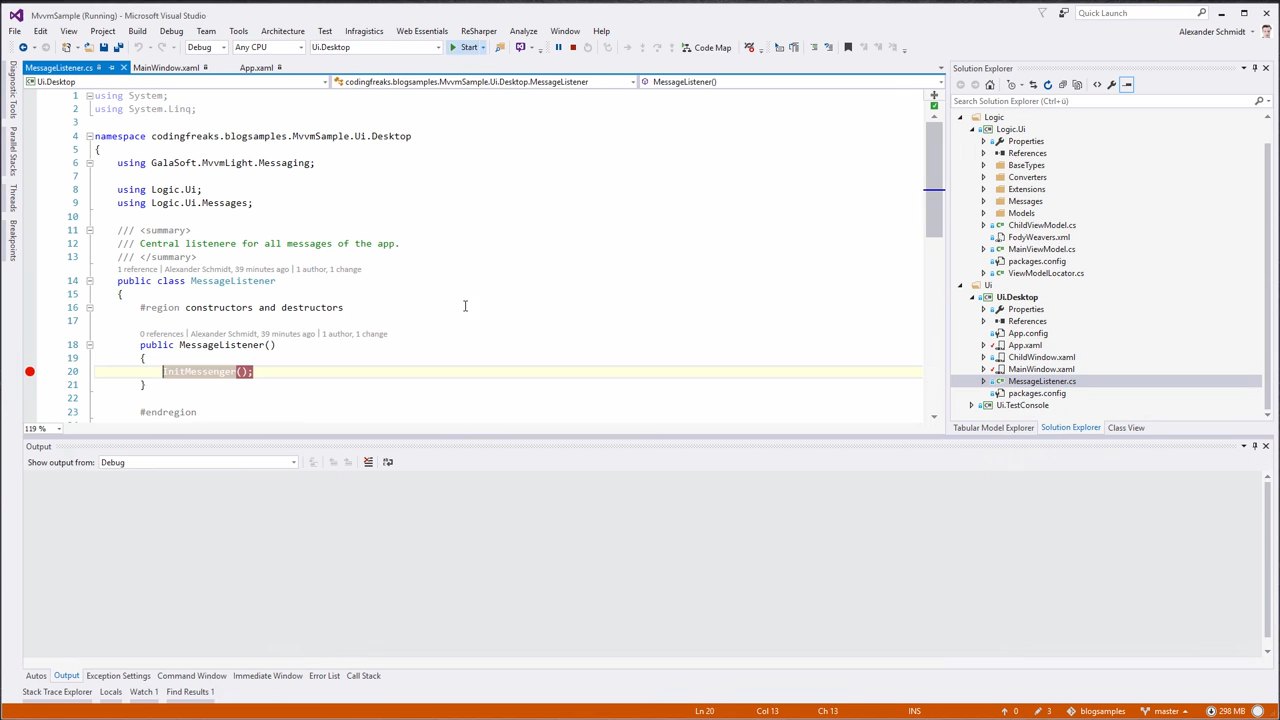 MvvmSample (Running) - Microsoft Visual Studio
Quick Launch
File Edit View Project Build Debug Team Tools Architecture Test Infragistics Web Essentials ReSharper Analyze Window Help
Alexander Schmidt
Debug Any CPU Ui.Desktop Start Code Map
MessageListener.cs MainWindow.xaml App.xaml
Ui.Desktop codingfreaks.blogsamples.MvvmSample.Ui.Desktop.MessageListener MessageListener()
Diagnostic Tools
Parallel Stacks
Threads
Breakpoints
1 using System;
2 using System.Linq;
3
4 namespace codingfreaks.blogsamples.MvvmSample.Ui.Desktop
5 {
6 using GalaSoft.MvvmLight.Messaging;
7
8 using Logic.Ui;
9 using Logic.Ui.Messages;
10
11 /// <summary>
12 /// Central listenere for all messages of the app.
13 /// </summary>
1 reference | Alexander Schmidt, 39 minutes ago | 1 author, 1 change
14 public class MessageListener
15 {
16 #region constructors and destructors
17
0 references | Alexander Schmidt, 39 minutes ago | 1 author, 1 change
18 public MessageListener()
19 {
20 InitMessenger();
21 }
22
23 #endregion
119 %
Solution Explorer
Search Solution Explorer (Ctrl+ü)
Logic
Logic.Ui
Properties
References
BaseTypes
Converters
Extensions
Messages
Models
ChildViewModel.cs
FodyWeavers.xml
MainViewModel.cs
packages.config
ViewModelLocator.cs
Ui
Ui.Desktop
Properties
References
App.config
App.xaml
ChildWindow.xaml
MainWindow.xaml
MessageListener.cs
packages.config
Ui.TestConsole
Tabular Model Explorer Solution Explorer Class View
Output
Show output from: Debug
Autos Output Exception Settings Command Window Immediate Window Error List Call Stack
Stack Trace Explorer Locals Watch 1 Find Results 1
Ln 20 Col 13 Ch 13 INS 0 3 blogsamples master 298 MB